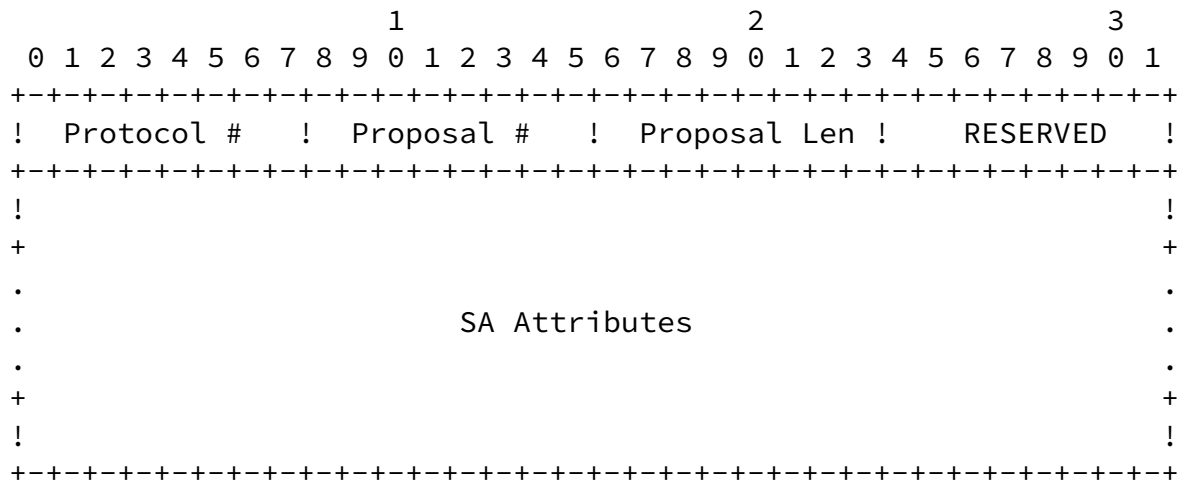 1                   2                   3
 0 1 2 3 4 5 6 7 8 9 0 1 2 3 4 5 6 7 8 9 0 1 2 3 4 5 6 7 8 9 0 1
+-+-+-+-+-+-+-+-+-+-+-+-+-+-+-+-+-+-+-+-+-+-+-+-+-+-+-+-+-+-+-+-+
!  Protocol #   !  Proposal #   !  Proposal Len !    RESERVED   !
+-+-+-+-+-+-+-+-+-+-+-+-+-+-+-+-+-+-+-+-+-+-+-+-+-+-+-+-+-+-+-+-+
!                                                               !
+                                                               +
.                                                               .
.                        SA Attributes                          .
.                                                               .
+                                                               +
!                                                               !
+-+-+-+-+-+-+-+-+-+-+-+-+-+-+-+-+-+-+-+-+-+-+-+-+-+-+-+-+-+-+-+-+